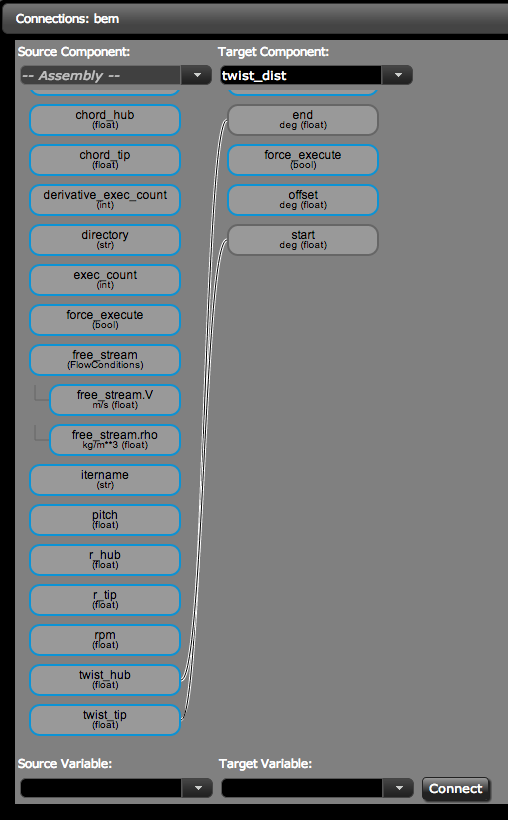 Connections: bem
Source Component:
Target Component:
-- Assembly --
twist_dist
chord_hub
(float)
chord_tip
(float)
derivative_exec_count
(int)
directory
(str)
exec_count
(int)
force_execute
(bool)
free_stream
(FlowConditions)
free_stream.V
m/s (float)
free_stream.rho
kg/m**3 (float)
itername
(str)
pitch
(float)
r_hub
(float)
r_tip
(float)
rpm
(float)
twist_hub
(float)
twist_tip
(float)
end
deg (float)
force_execute
(bool)
offset
deg (float)
start
deg (float)
Source Variable:
Target Variable:
Connect